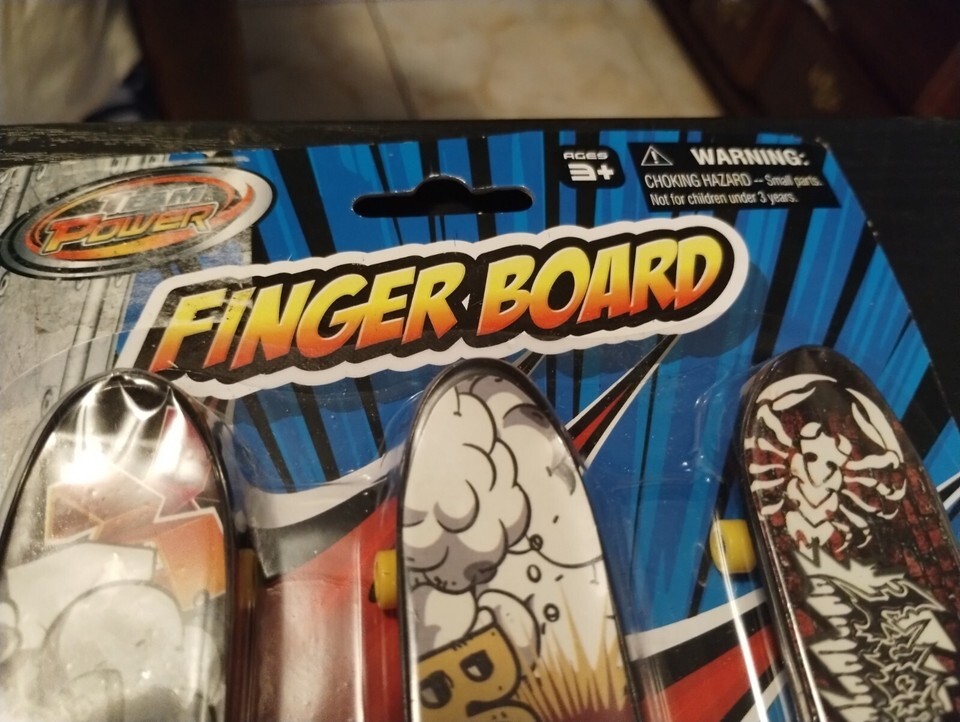 TEAM
POWER
AGES
3+
WARNING:
CHOKING HAZARD -- Small parts.
Not for children under 3 years.
FINGER BOARD
B